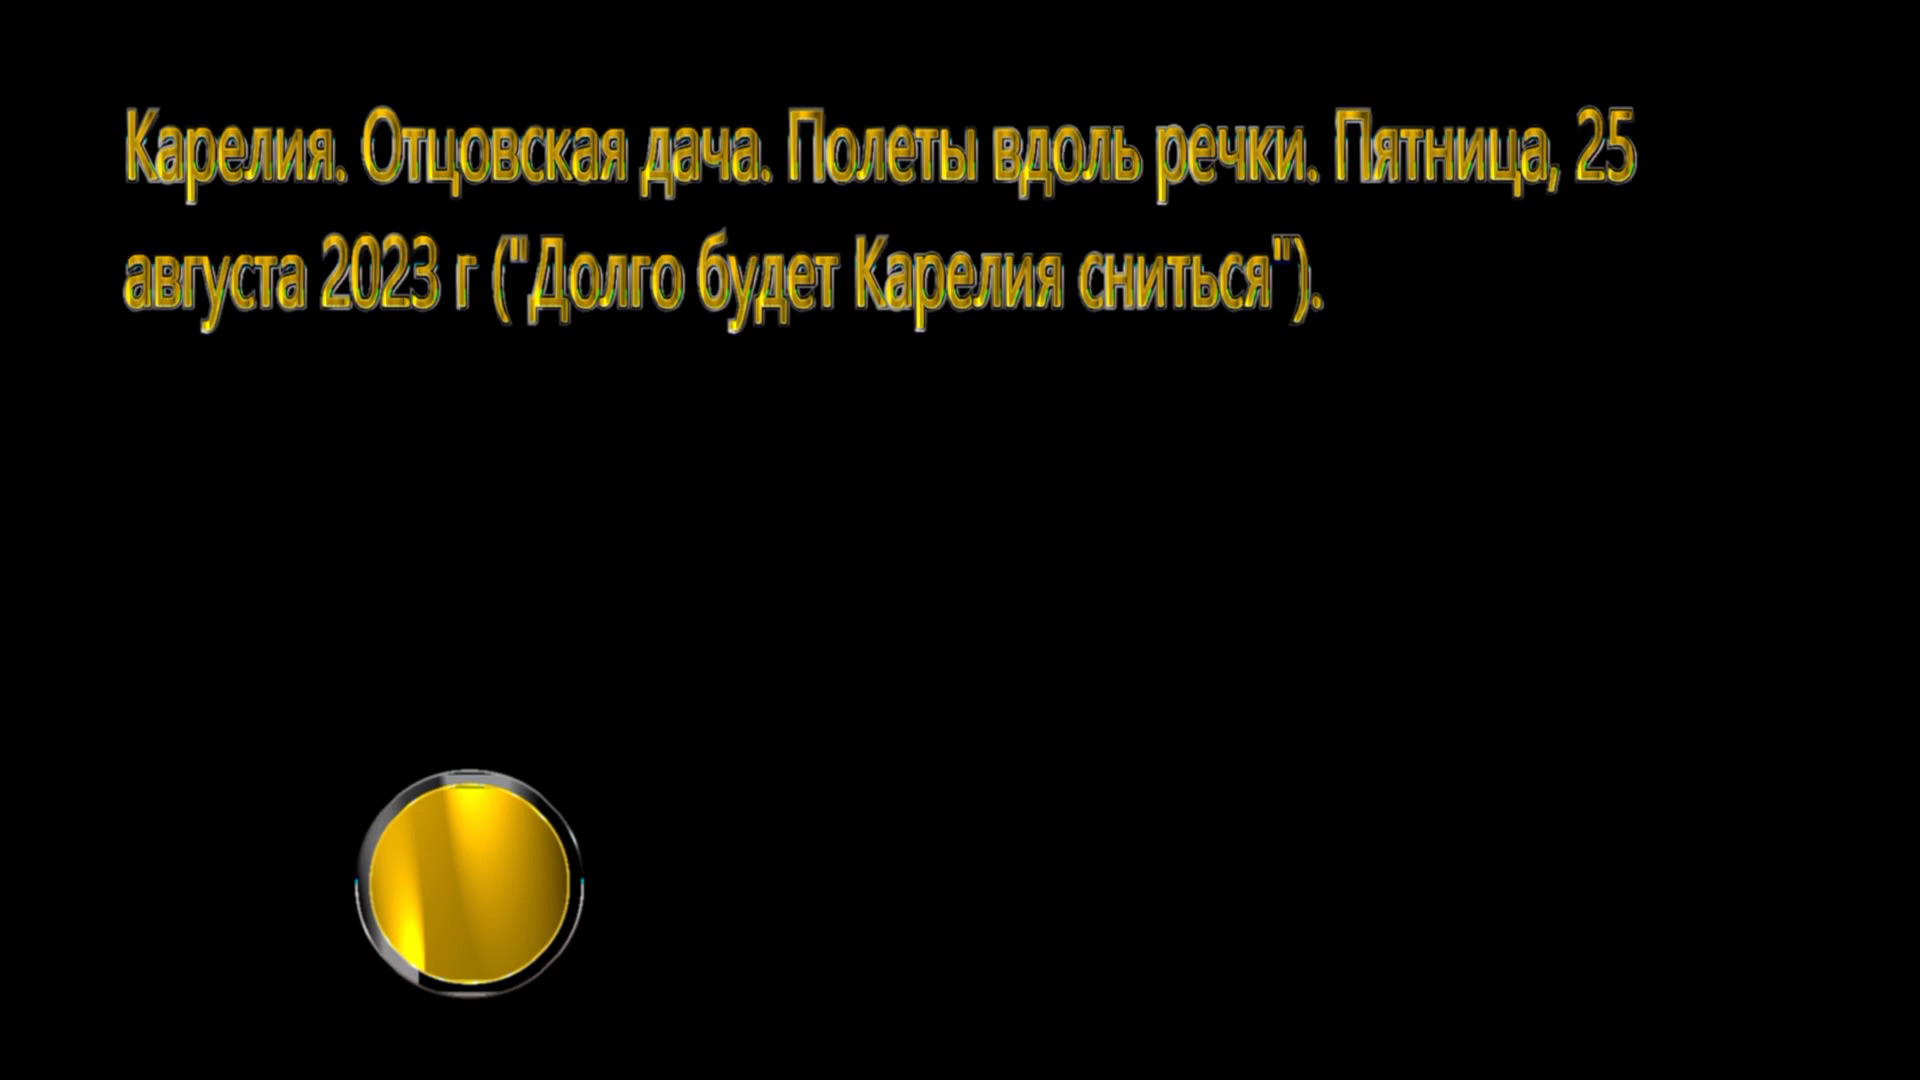 Карелия. Отцовская дача. Полеты вдоль речки. Пятница, 25
августа 2023 г ("Долго будет Карелия сниться").